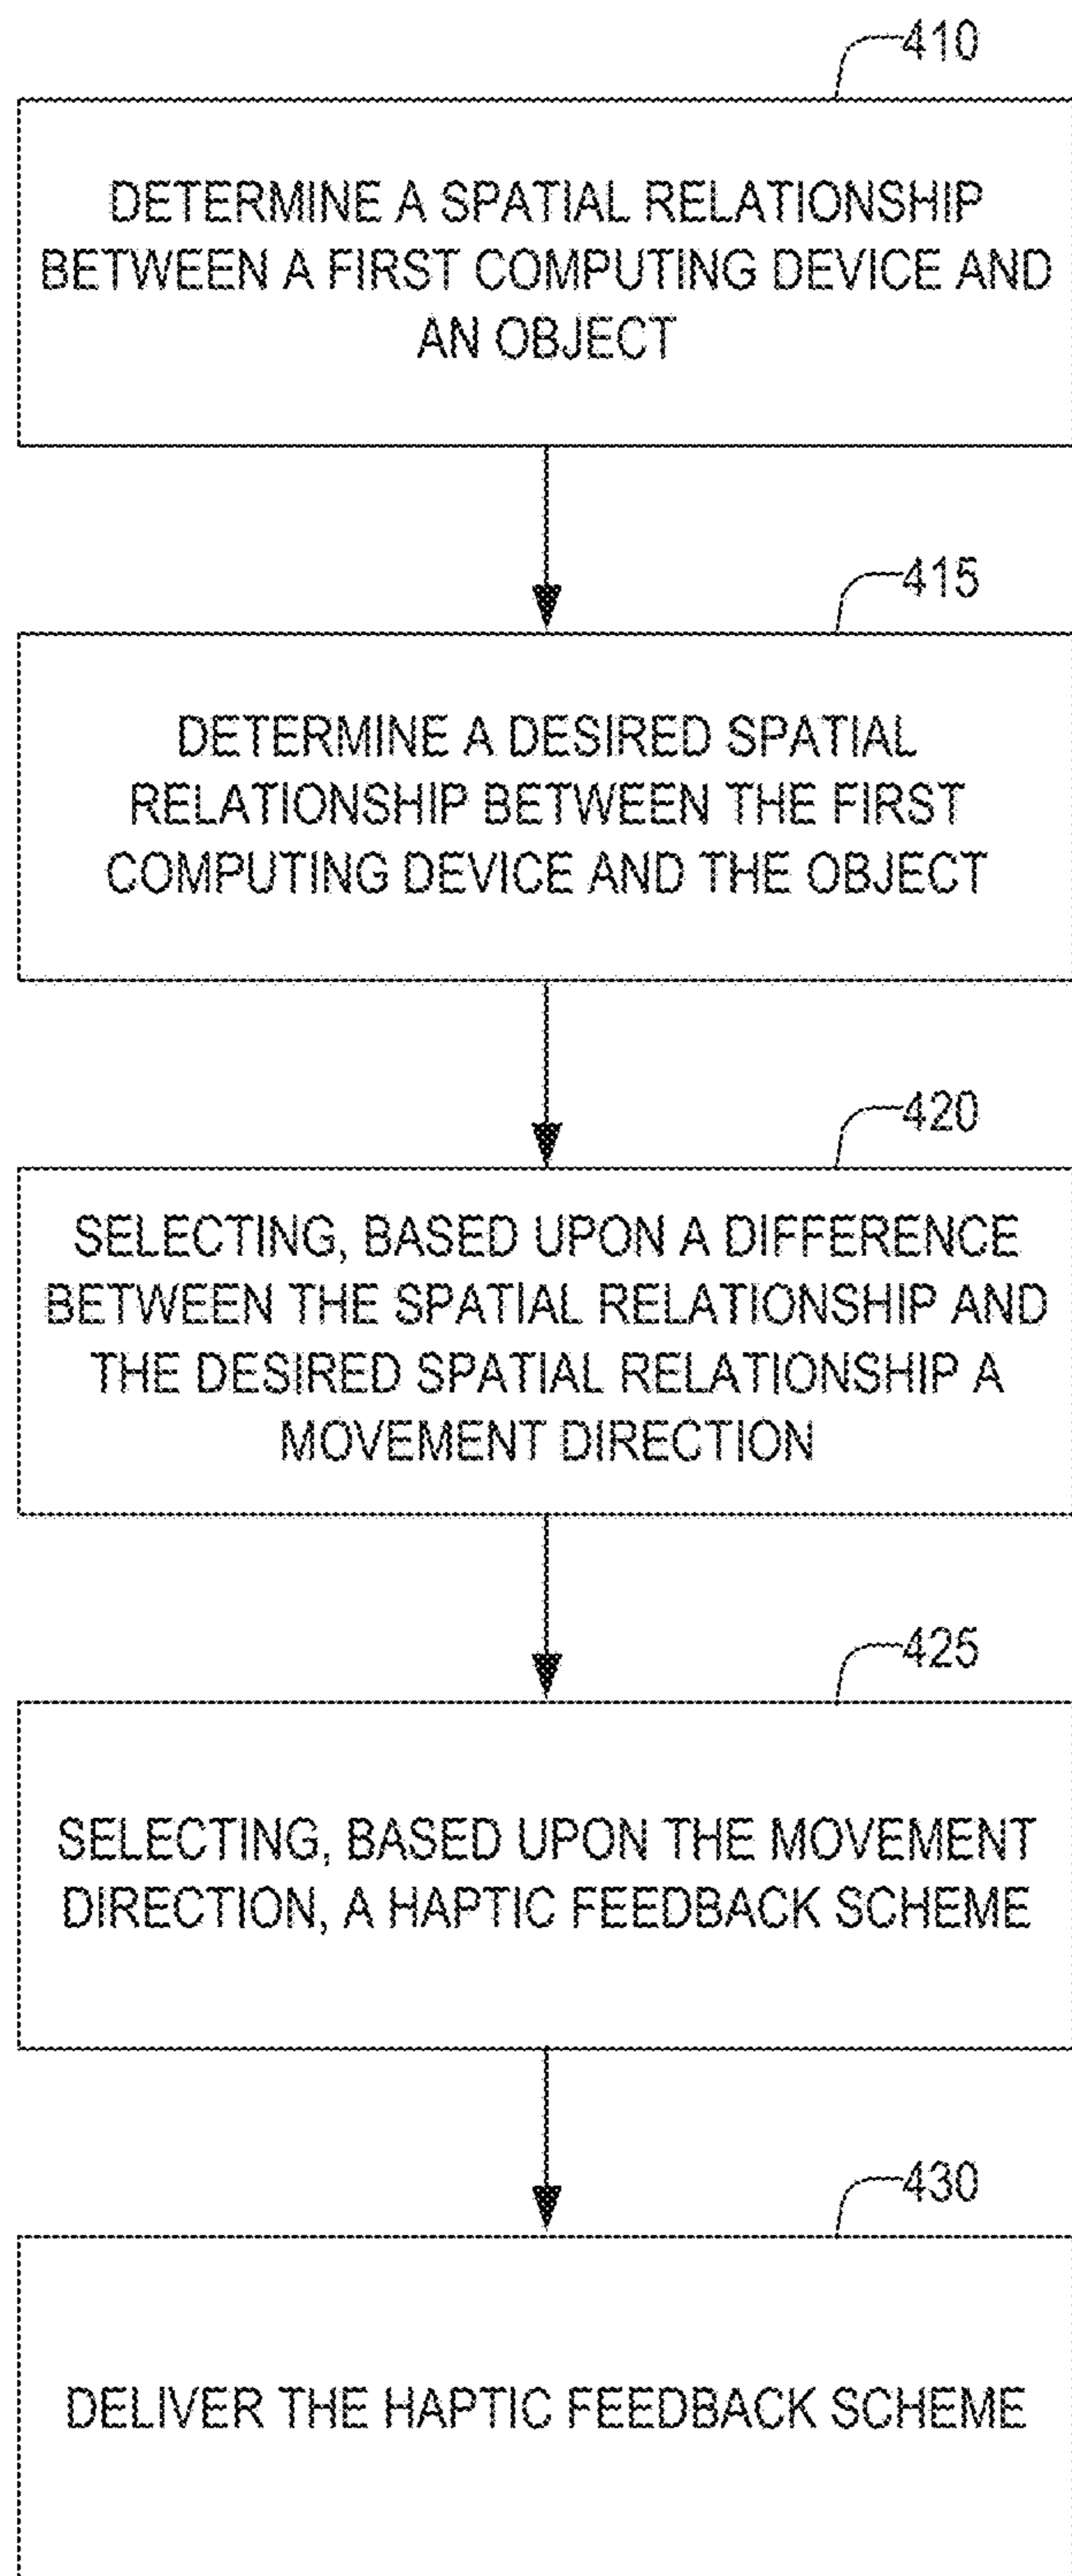 410
DETERMINE A SPATIAL RELATIONSHIP
BETWEEN A FIRST COMPUTING DEVICE AND
AN OBJECT
415
DETERMINE A DESIRED SPATIAL
RELATIONSHIP BETWEEN THE FIRST
COMPUTING DEVICE AND THE OBJECT
420
SELECTING, BASED UPON A DIFFERENCE
BETWEEN THE SPATIAL RELATIONSHIP AND
THE DESIRED SPATIAL RELATIONSHIP A
MOVEMENT DIRECTION
425
SELECTING, BASED UPON THE MOVEMENT
DIRECTION, A HAPTIC FEEDBACK SCHEME
430
DELIVER THE HAPTIC FEEDBACK SCHEME